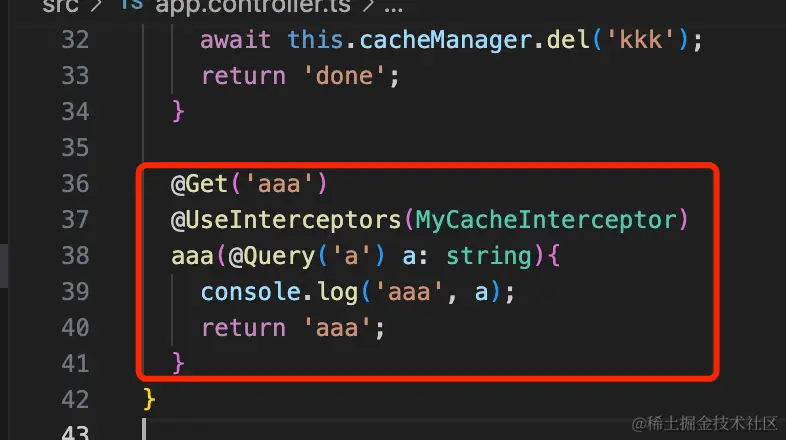 src > TS app.controller.ts > ...
32 await this.cacheManager.del('kkk');
33 return 'done';
34 }
35
36 @Get('aaa')
37 @UseInterceptors(MyCacheInterceptor)
38 aaa(@Query('a') a: string){
39 console.log('aaa', a);
40 return 'aaa';
41 }
42 }
43
@稀土掘金技术社区